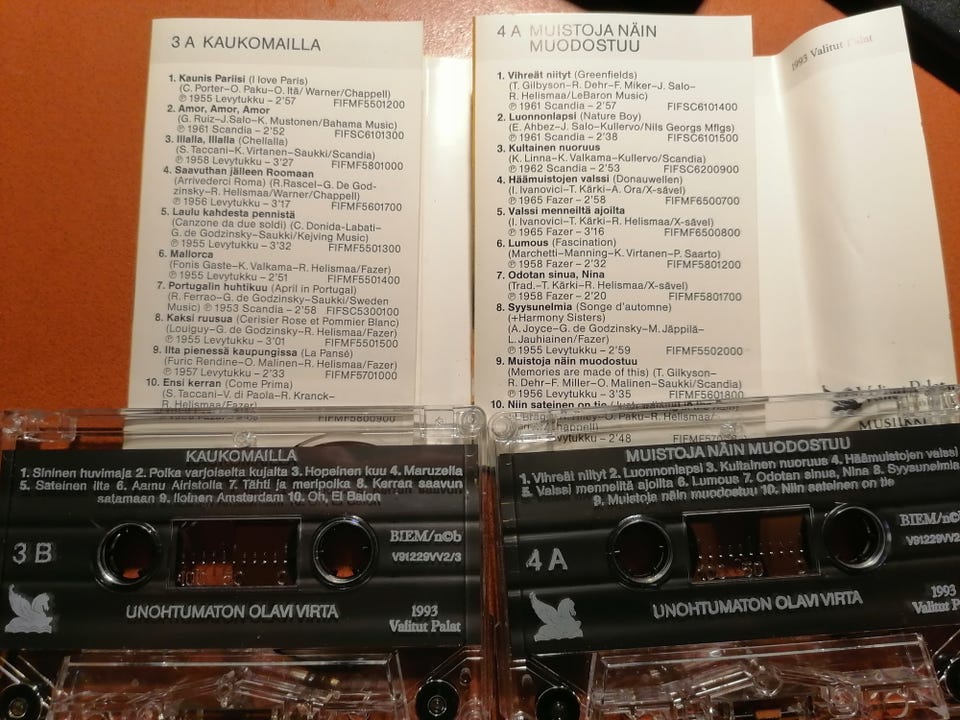 3 A KAUKOMAILLA
1. Kaunis Pariisi (I love Paris)
(C. Porter–O. Paku–O. Itä/ Warner/Chappell)
℗ 1955 Levytukku – 2'57 FIFMF5501200
2. Amor, Amor, Amor
(G. Ruiz–J. Salo–K. Mustonen/Bahama Music)
℗ 1961 Scandia – 2'52 FIFSC6101300
3. Illalla, Illalla (Chellalla)
(S. Taccani–K. Virtanen–Saukki/Scandia)
℗ 1958 Levytukku – 3'27 FIFMF5801000
4. Saavuthan jälleen Roomaan
(Arrivederci Roma) (R.Rascel–G. De God-
zinsky–R. Helismaa/Warner/Chappell)
℗ 1956 Levytukku – 3'17 FIFMF5601700
5. Laulu kahdesta pennistä
(Canzone da due soldi) (C. Donida-Labati–
G. de Godzinsky–Saukki/Kejving Music)
℗ 1955 Levytukku – 3'32 FIFMF5501300
6. Mallorca
(Fonis Gaste–K. Valkama–R. Helismaa/Fazer)
℗ 1955 Levytukku – 2'51 FIFMF5501400
7. Portugalin huhtikuu (April in Portugal)
(R. Ferrao–G. de Godzinsky–Saukki/Sweden
Music) ℗ 1953 Scandia – 2'58 FIFSC5300100
8. Kaksi ruusua (Cerisier Rose et Pommier Blanc)
(Louiguy–G. de Godzinsky–R. Helismaa/Fazer)
℗ 1955 Levytukku – 3'01 FIFMF5501500
9. Ilta pienessä kaupungissa (La Pansé)
(Furic Rendine–O. Malinen–R. Helismaa/Fazer)
℗ 1957 Levytukku – 2'33 FIFMF5701000
10. Ensi kerran (Come Prima)
(S. Taccani–V. di Paola–R. Kranck–
R. Helismaa/Fazer)
4 A MUISTOJA NÄIN
MUODOSTUU
1. Vihreät niityt (Greenfields)
(T. Gilbyson–R. Dehr–F. Miker–J. Salo–
R. Helismaa/LeBaron Music)
℗ 1961 Scandia – 2'57 FIFSC6101400
2. Luonnonlapsi (Nature Boy)
(E. Ahbez–J. Salo–Kullervo/Nils Georgs Mflgs)
℗ 1961 Scandia – 2'38 FIFSC6101500
3. Kultainen nuoruus
(K. Linna–K. Valkama–Kullervo/Scandia)
℗ 1962 Scandia – 2'53 FIFSC6200900
4. Häämuistojen valssi (Donauwellen)
(I. Ivanovici–T. Kärki–A. Ora/X-sävel)
℗ 1965 Fazer – 2'58 FIFMF6500700
5. Valssi menneiltä ajoilta
(I. Ivanovici–T. Kärki–R. Helismaa/X-sävel)
℗ 1965 Fazer – 3'16 FIFMF6500800
6. Lumous (Fascination)
(Marchetti–Manning–K. Virtanen–P. Saarto)
℗ 1958 Fazer – 2'32 FIFMF5801200
7. Odotan sinua, Nina
(Trad.–T. Kärki–R. Helismaa/X-sävel)
℗ 1958 Fazer – 2'20 FIFMF5801700
8. Syysunelmia (Songe d'automne)
(+Harmony Sisters)
(A. Joyce–G. de Godzinsky–M. Jäppilä–
L. Jauhiainen/Fazer)
℗ 1955 Levytukku – 2'59 FIFMF5502000
9. Muistoja näin muodostuu
(Memories are made of this) (T. Gilkyson–
R. Dehr–F. Miller–O. Malinen–Saukki/Scandia)
℗ 1956 Levytukku – 3'35 FIFMF5601800
10. Niin sateinen on tie
Levytukku – 2'48
1993 Valitut Palat
KAUKOMAILLA
1. Sininen huvimaja 2. Polka varjoiselta kujalta 3. Hopeinen kuu 4. Maruzella
5. Sateinen ilta 6. Aamu Airistolla 7. Tähti ja meripoika 8. Kerran saavun
satamaan 9. Iloinen Amsterdam 10. Oh, El Baion
3 B
BIEM/n©b
V91229VV2/3
UNOHTUMATON OLAVI VIRTA
1993
Valitut Palat
MUISTOJA NÄIN MUODOSTUU
1. Vihreät niityt 2. Luonnonlapsi 3. Kultainen nuoruus 4. Häämuistojen valssi
5. Valssi menneiltä ajoilta 6. Lumous 7. Odotan sinua, Nina 8. Syysunelmia
9. Muistoja näin muodostuu 10. Niin sateinen on tie
4 A
BIEM/n©b
V91229VV2
UNOHTUMATON OLAVI VIRTA
1993
Valitut Palat